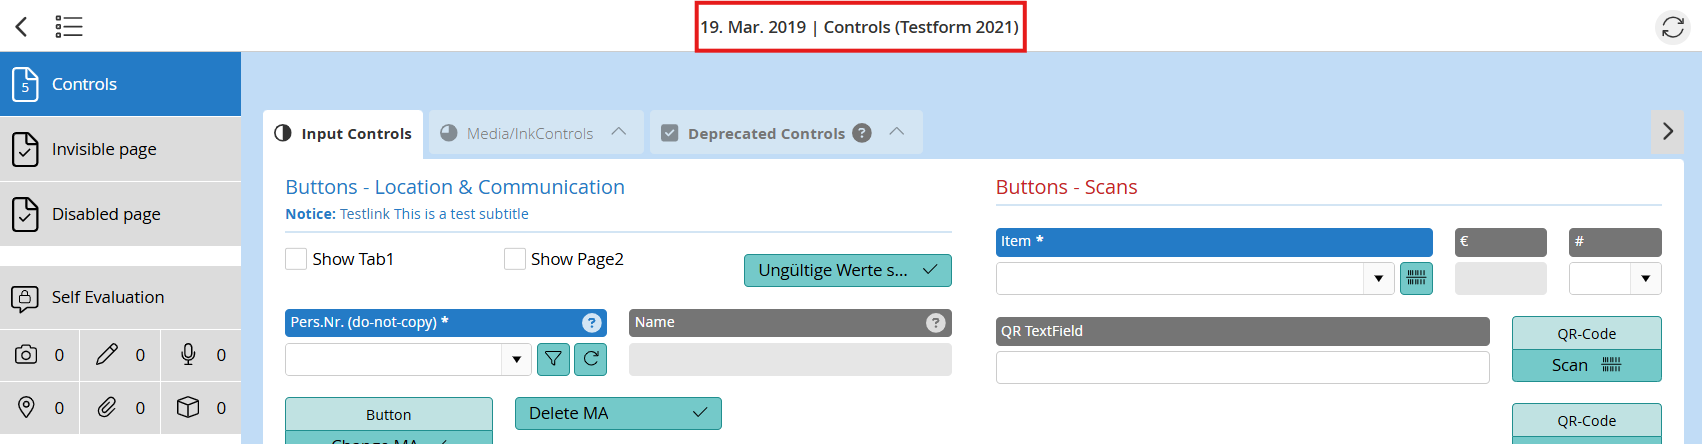 19. Mar. 2019 | Controls (Testform 2021)
5
Controls
Invisible page
Disabled page
Self Evaluation
0 0 0
0 0 0
Input Controls
Media/InkControls
Deprecated Controls ?
Buttons - Location & Communication
Notice: Testlink This is a test subtitle
Show Tab1
Show Page2
Ungültige Werte s...
Pers.Nr. (do-not-copy) * ?
Name ?
Button
Change MA
Delete MA
Buttons - Scans
Item *
€
#
QR TextField
QR-Code
Scan
QR-Code